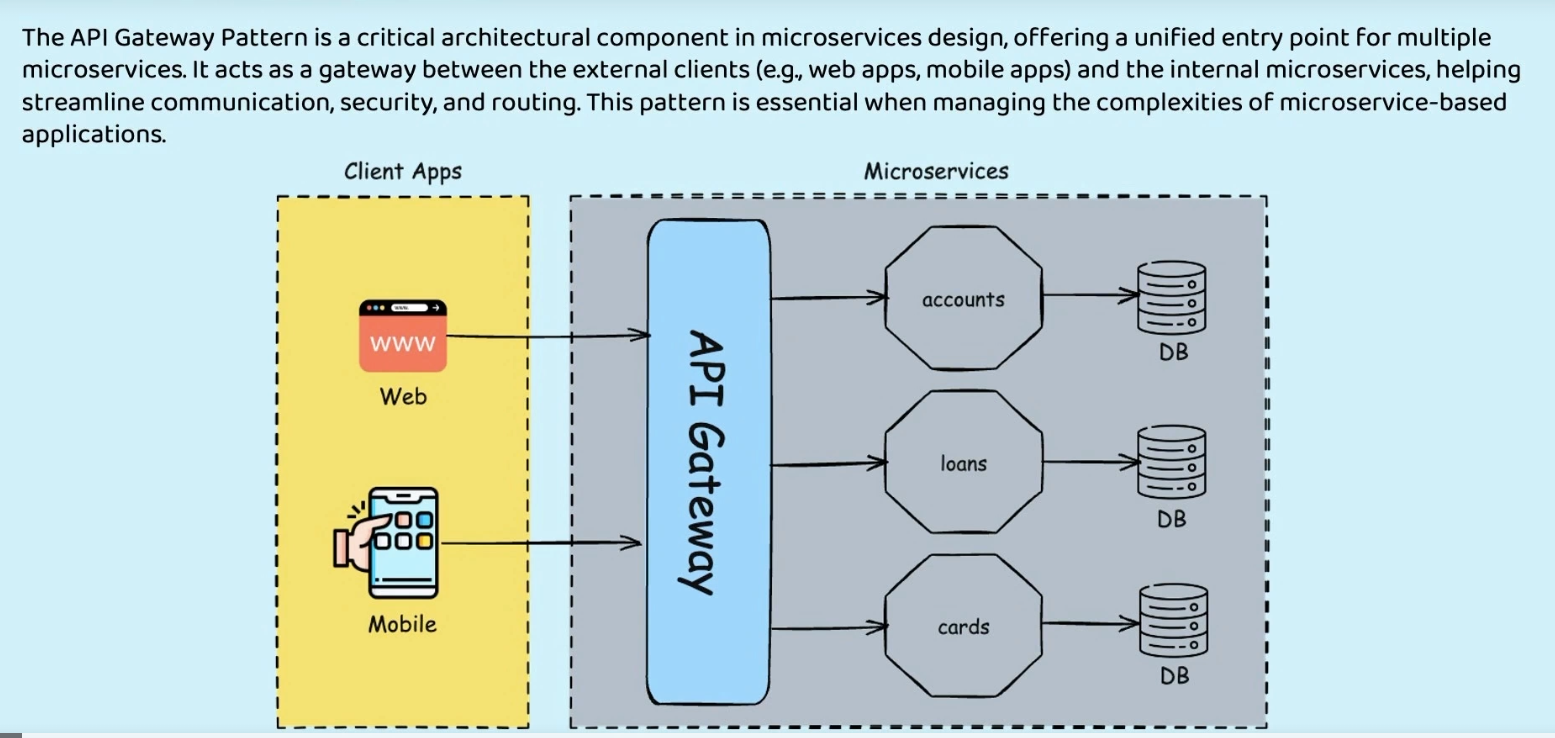 The API Gateway Pattern is a critical architectural component in microservices design, offering a unified entry point for multiple
microservices. It acts as a gateway between the external clients (e.g., web apps, mobile apps) and the internal microservices, helping
streamline communication, security, and routing. This pattern is essential when managing the complexities of microservice-based
applications.
Client Apps
Microservices
www
Web
Mobile
API Gateway
accounts
DB
loans
DB
cards
DB